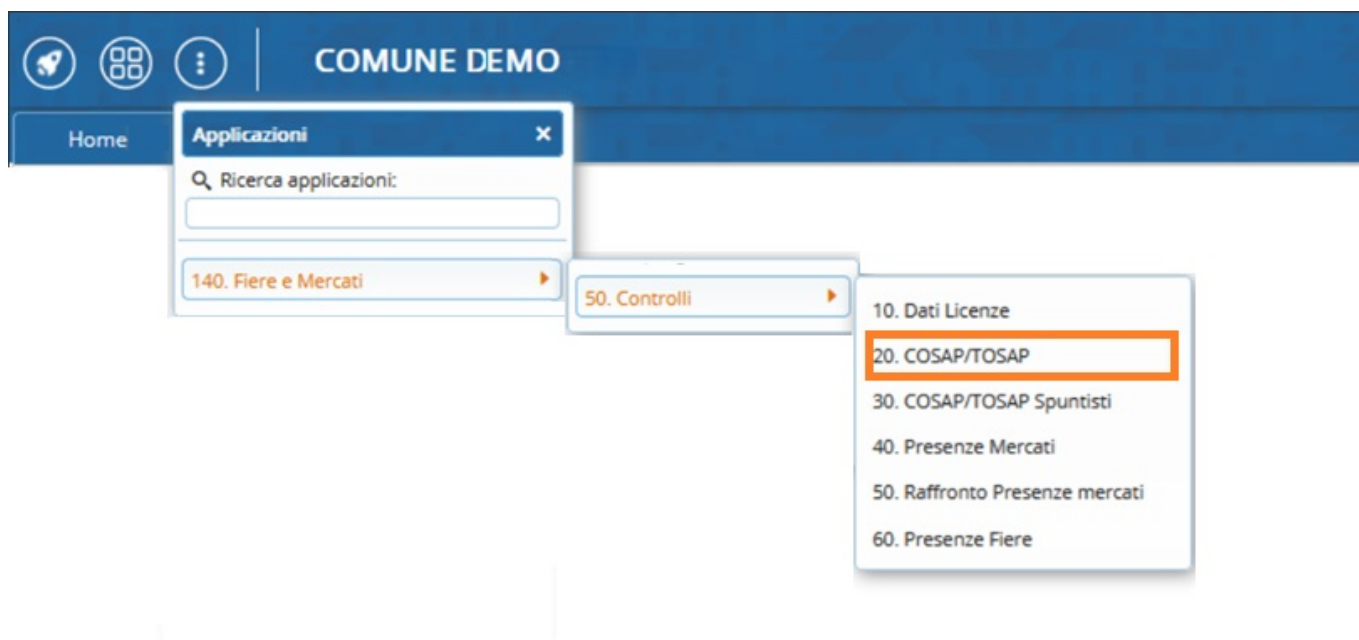 COMUNE DEMO
Home
Applicazioni
Ricerca applicazioni:
140. Fiere e Mercati
50. Controlli
10. Dati Licenze
20. COSAP/TOSAP
30. COSAP/TOSAP Spuntisti
40. Presenze Mercati
50. Raffronto Presenze mercati
60. Presenze Fiere